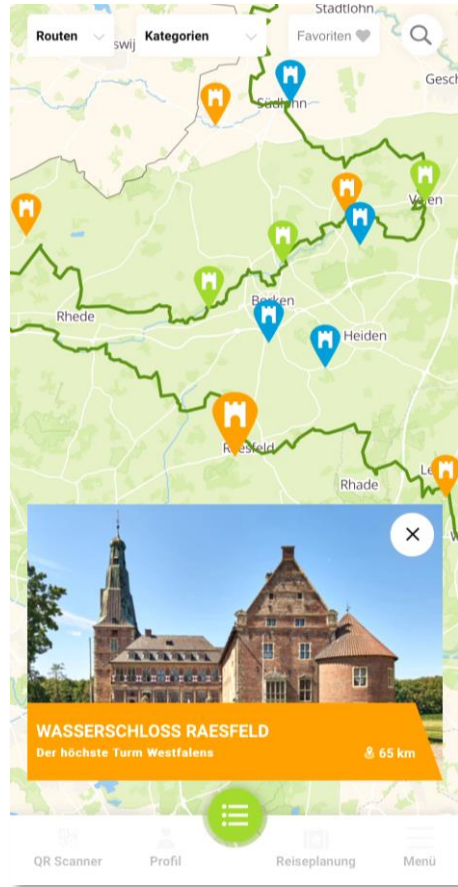 Stadtlohn
Routen
Kategorien
Favoriten
swij
Gesch
Südlohn
Rhede
Borken
Heiden
Raesfeld
Rhade
WASSERSCHLOSS RAESFELD
Der höchste Turm Westfalens
65 km
QR Scanner
Profil
Reiseplanung
Menü